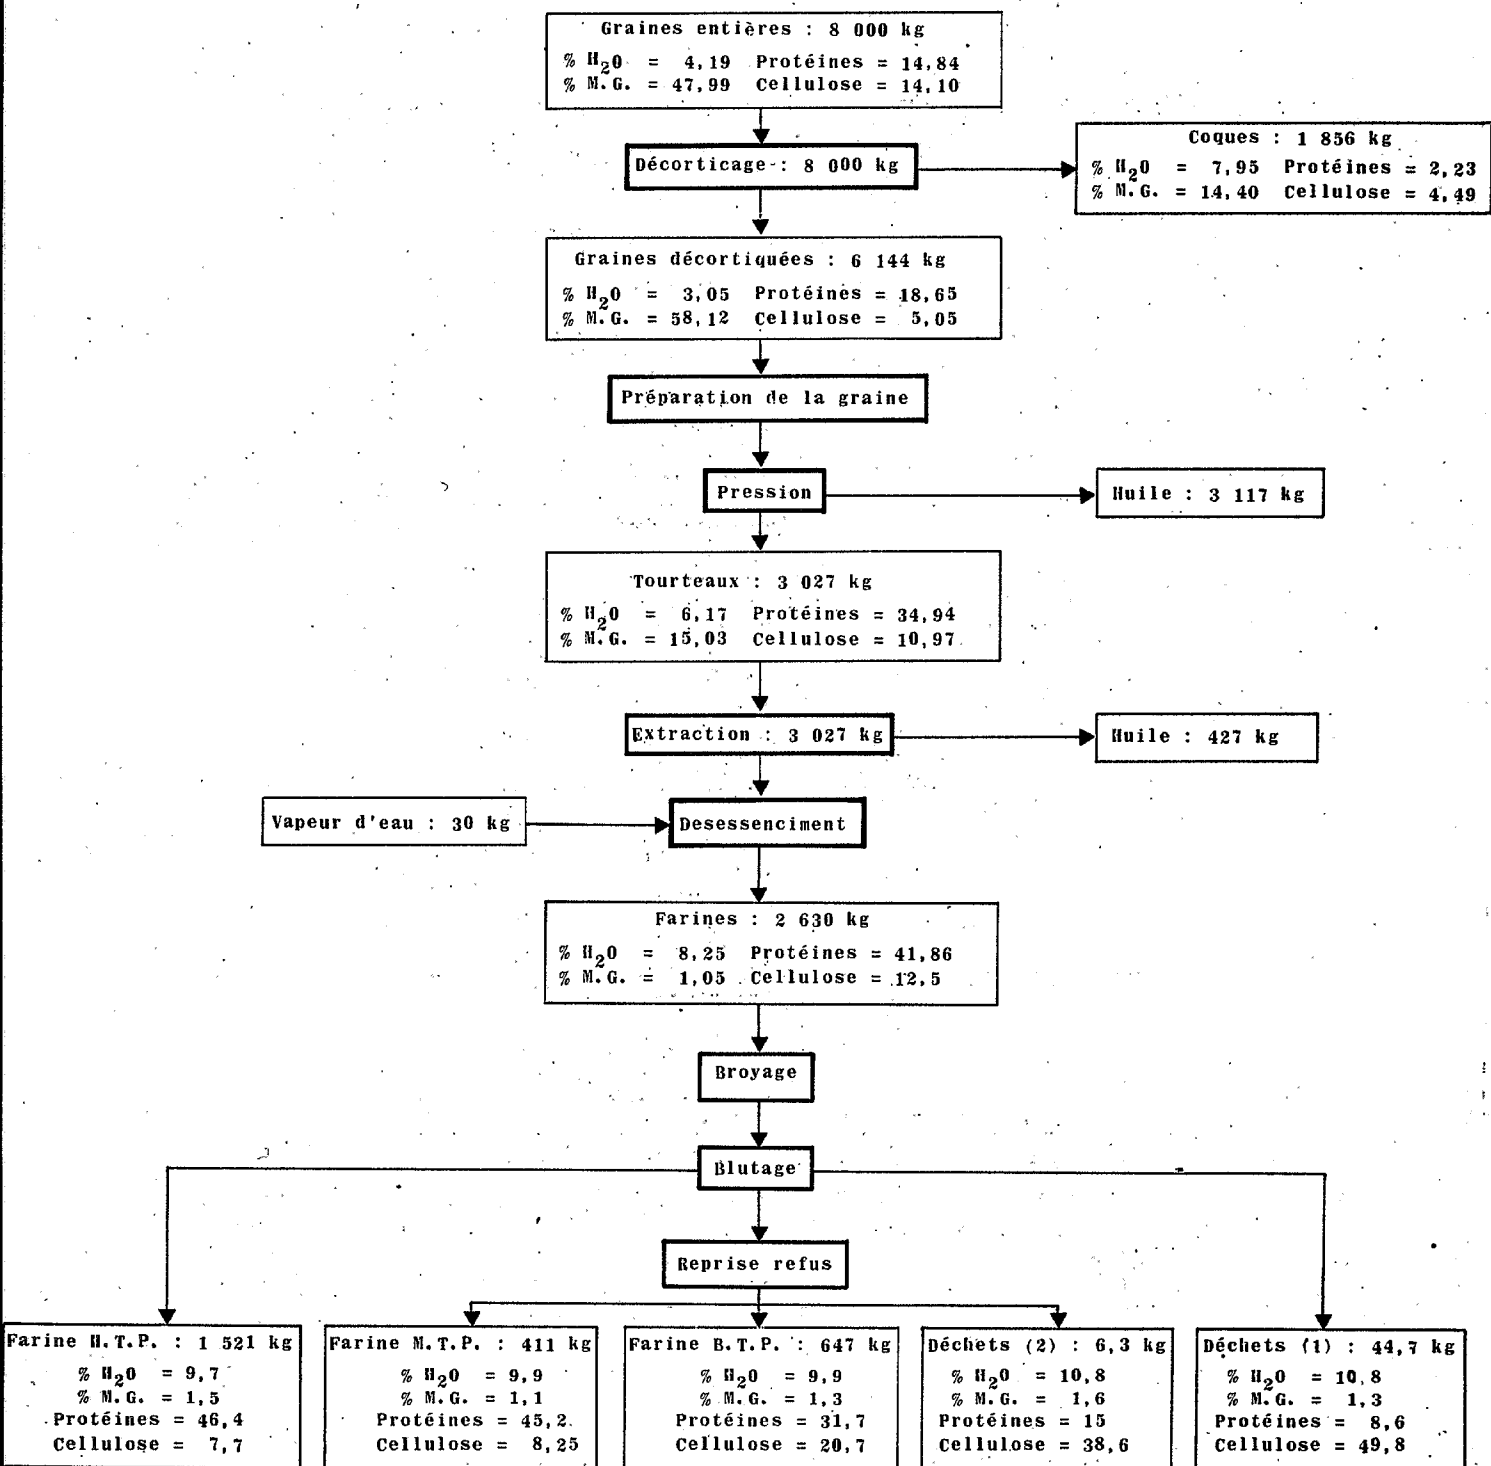 Graines entières : 8 000 kg
% H2O = 4,19 Protéines = 14,84
% M.G. = 47,99 Cellulose = 14,10
Coques : 1 856 kg
% H2O = 7,95 Protéines = 2,23
% M.G. = 14,40 Cellulose = 4,49
Décorticage : 8 000 kg
Graines décortiquées : 6 144 kg
% H2O = 3,05 Protéines = 18,65
% M.G. = 58,12 Cellulose = 5,05
Préparation de la graine
Pression
Huile : 3 117 kg
Tourteaux : 3 027 kg
% H2O = 6,17 Protéines = 34,94
% M.G. = 15,03 Cellulose = 10,97
Extraction : 3 027 kg
Huile : 427 kg
Vapeur d'eau : 30 kg
Desessenciment
Farines : 2 630 kg
% H2O = 8,25 Protéines = 41,86
% M.G. = 1,05 Cellulose = 12,5
Broyage
Blutage
Reprise refus
Farine H.T.P. : 1 521 kg
% H2O = 9,7
% M.G. = 1,5
Protéines = 46,4
Cellulose = 7,7
Farine M.T.P. : 411 kg
% H2O = 9,9
% M.G. = 1,1
Protéines = 45,2
Cellulose = 8,25
Farine B.T.P. : 647 kg
% H2O = 9,9
% M.G. = 1,3
Protéines = 31,7
Cellulose = 20,7
Déchets (2) : 6,3 kg
% H2O = 10,8
% M.G. = 1,6
Protéines = 15
Cellulose = 38,6
Déchets (1) : 44,7 kg
% H2O = 10,8
% M.G. = 1,3
Protéines = 8,6
Cellulose = 49,8